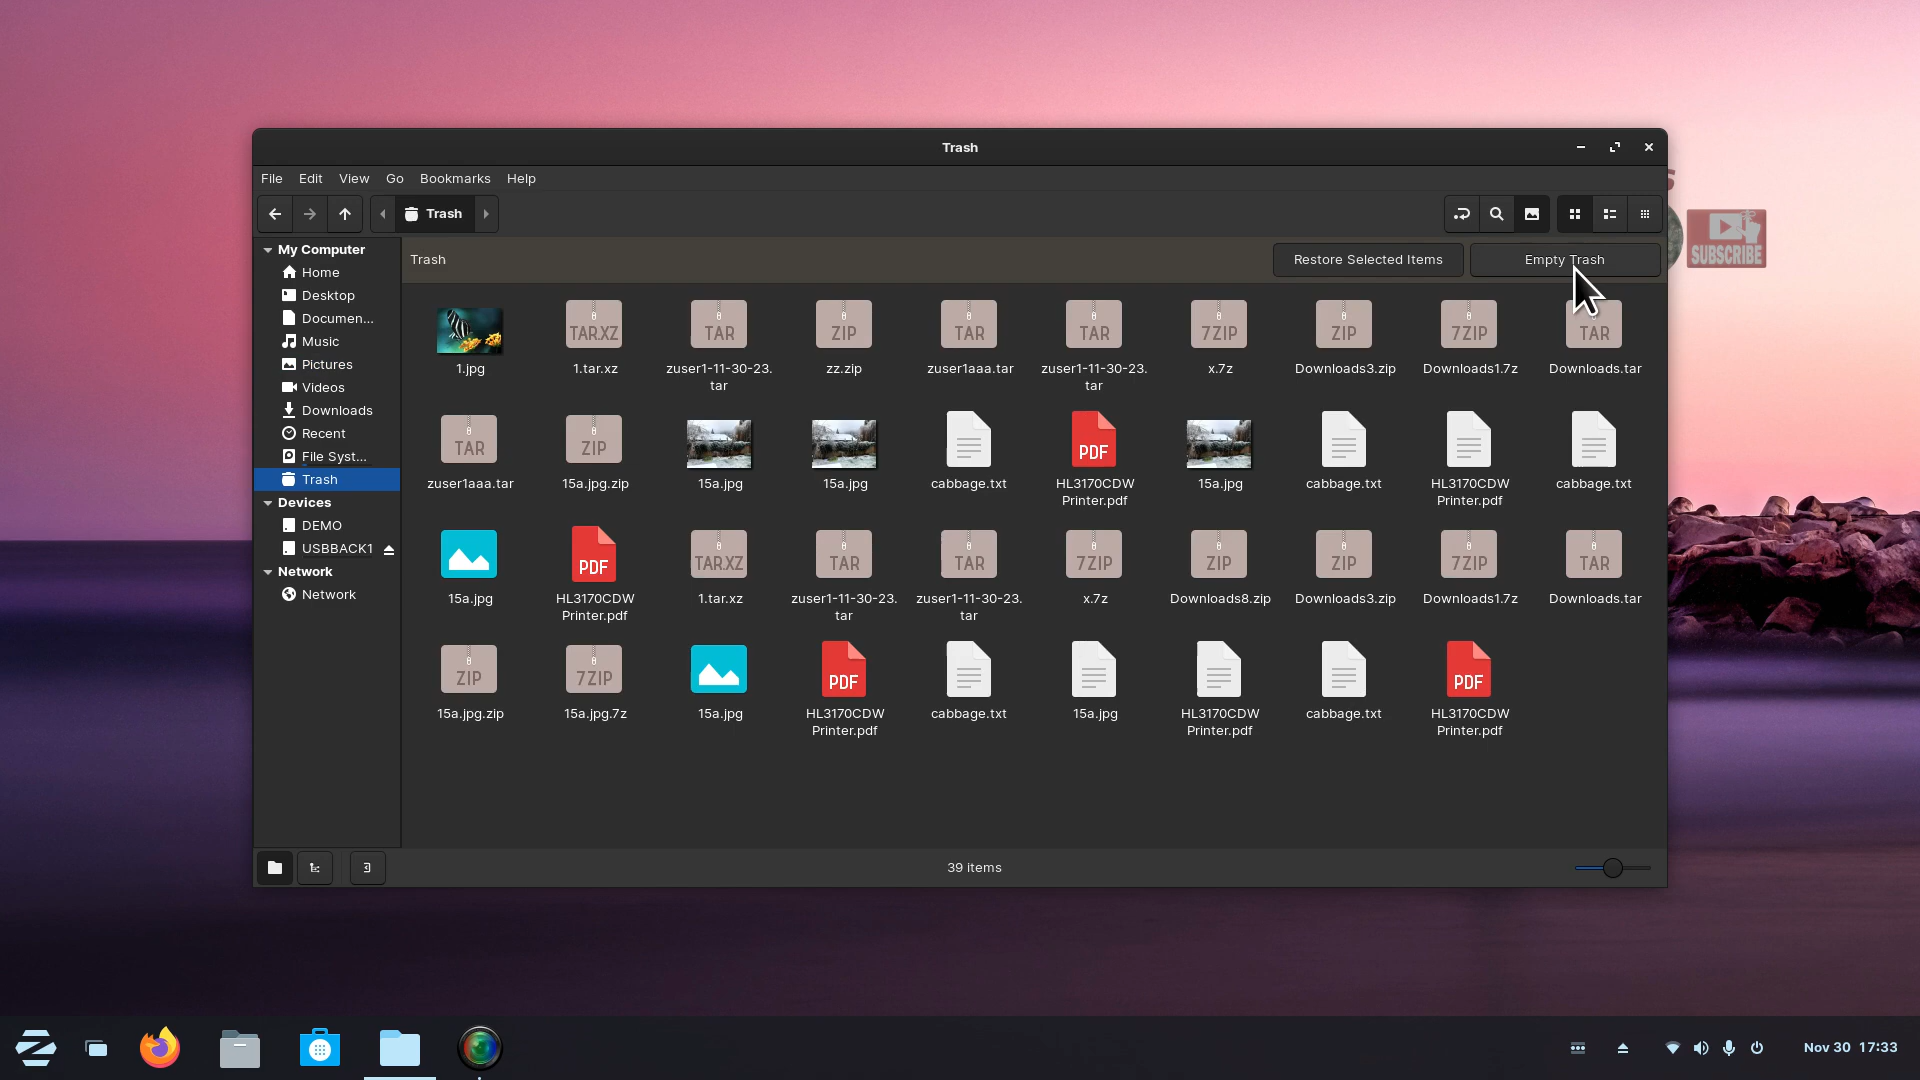 Trash
File Edit View Go Bookmarks Help
Trash
SUBSCRIBE
My Computer
Home
Desktop
Documen...
Music
Pictures
Videos
Downloads
Recent
File Syst...
Trash
Devices
DEMO
USBBACK1
Network
Network
Trash
Restore Selected Items
Empty Trash
TAR.XZ TAR ZIP TAR TAR 7ZIP ZIP 7ZIP TAR
1.jpg 1.tar.xz zuser1-11-30-23. zz.zip zuser1aaa.tar zuser1-11-30-23. x.7z Downloads3.zip Downloads1.7z Downloads.tar
tar tar
TAR ZIP PDF
zuser1aaa.tar 15a.jpg.zip 15a.jpg 15a.jpg cabbage.txt HL3170CDW 15a.jpg cabbage.txt HL3170CDW cabbage.txt
Printer.pdf Printer.pdf
PDF TAR.XZ TAR TAR 7ZIP ZIP ZIP 7ZIP TAR
15a.jpg HL3170CDW 1.tar.xz zuser1-11-30-23. zuser1-11-30-23. x.7z Downloads8.zip Downloads3.zip Downloads1.7z Downloads.tar
Printer.pdf tar tar
ZIP 7ZIP PDF PDF
15a.jpg.zip 15a.jpg.7z 15a.jpg HL3170CDW cabbage.txt 15a.jpg HL3170CDW cabbage.txt HL3170CDW
Printer.pdf Printer.pdf Printer.pdf
39 items
Nov 30 17:33